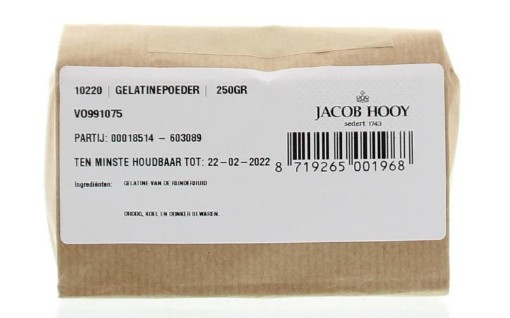 10220 | GELATINEPOEDER | 250GR
VO991075
PARTIJ: 00018514 - 603089
TEN MINSTE HOUDBAAR TOT: 22-02-2022
Ingrediënten: GELATINE VAN DE RUNDERHUID
DROOG, KOEL EN DONKER BEWAREN.
JACOB HOOY
sedert 1743
8 719265 001968